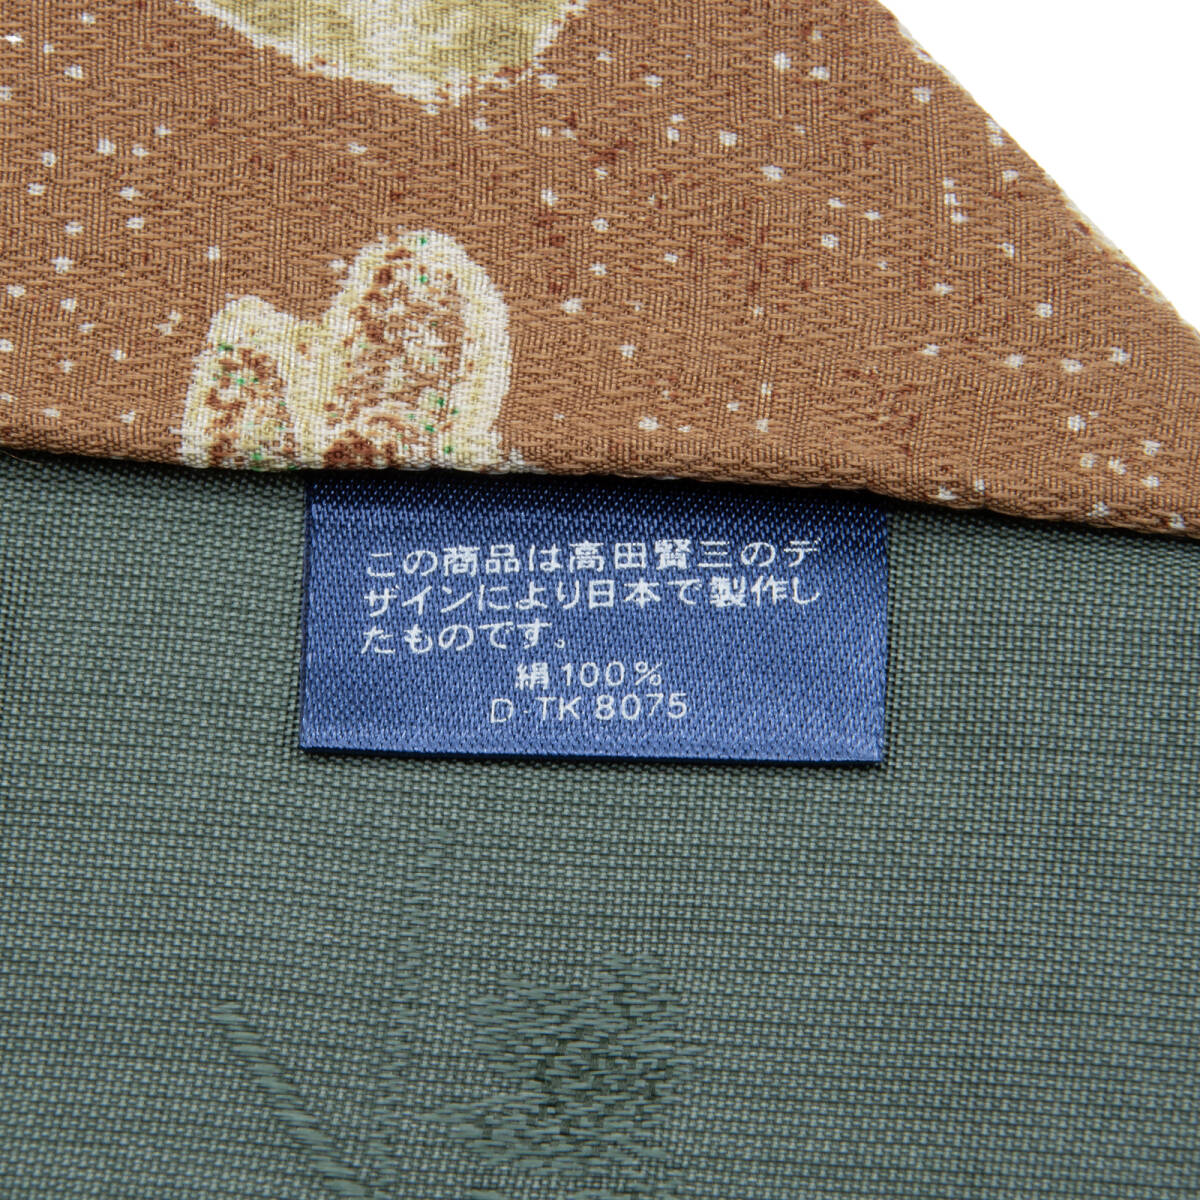 この商品は高田賢三のデ
ザインにより日本で製作し
たものです。
絹100%
D·TK 8075